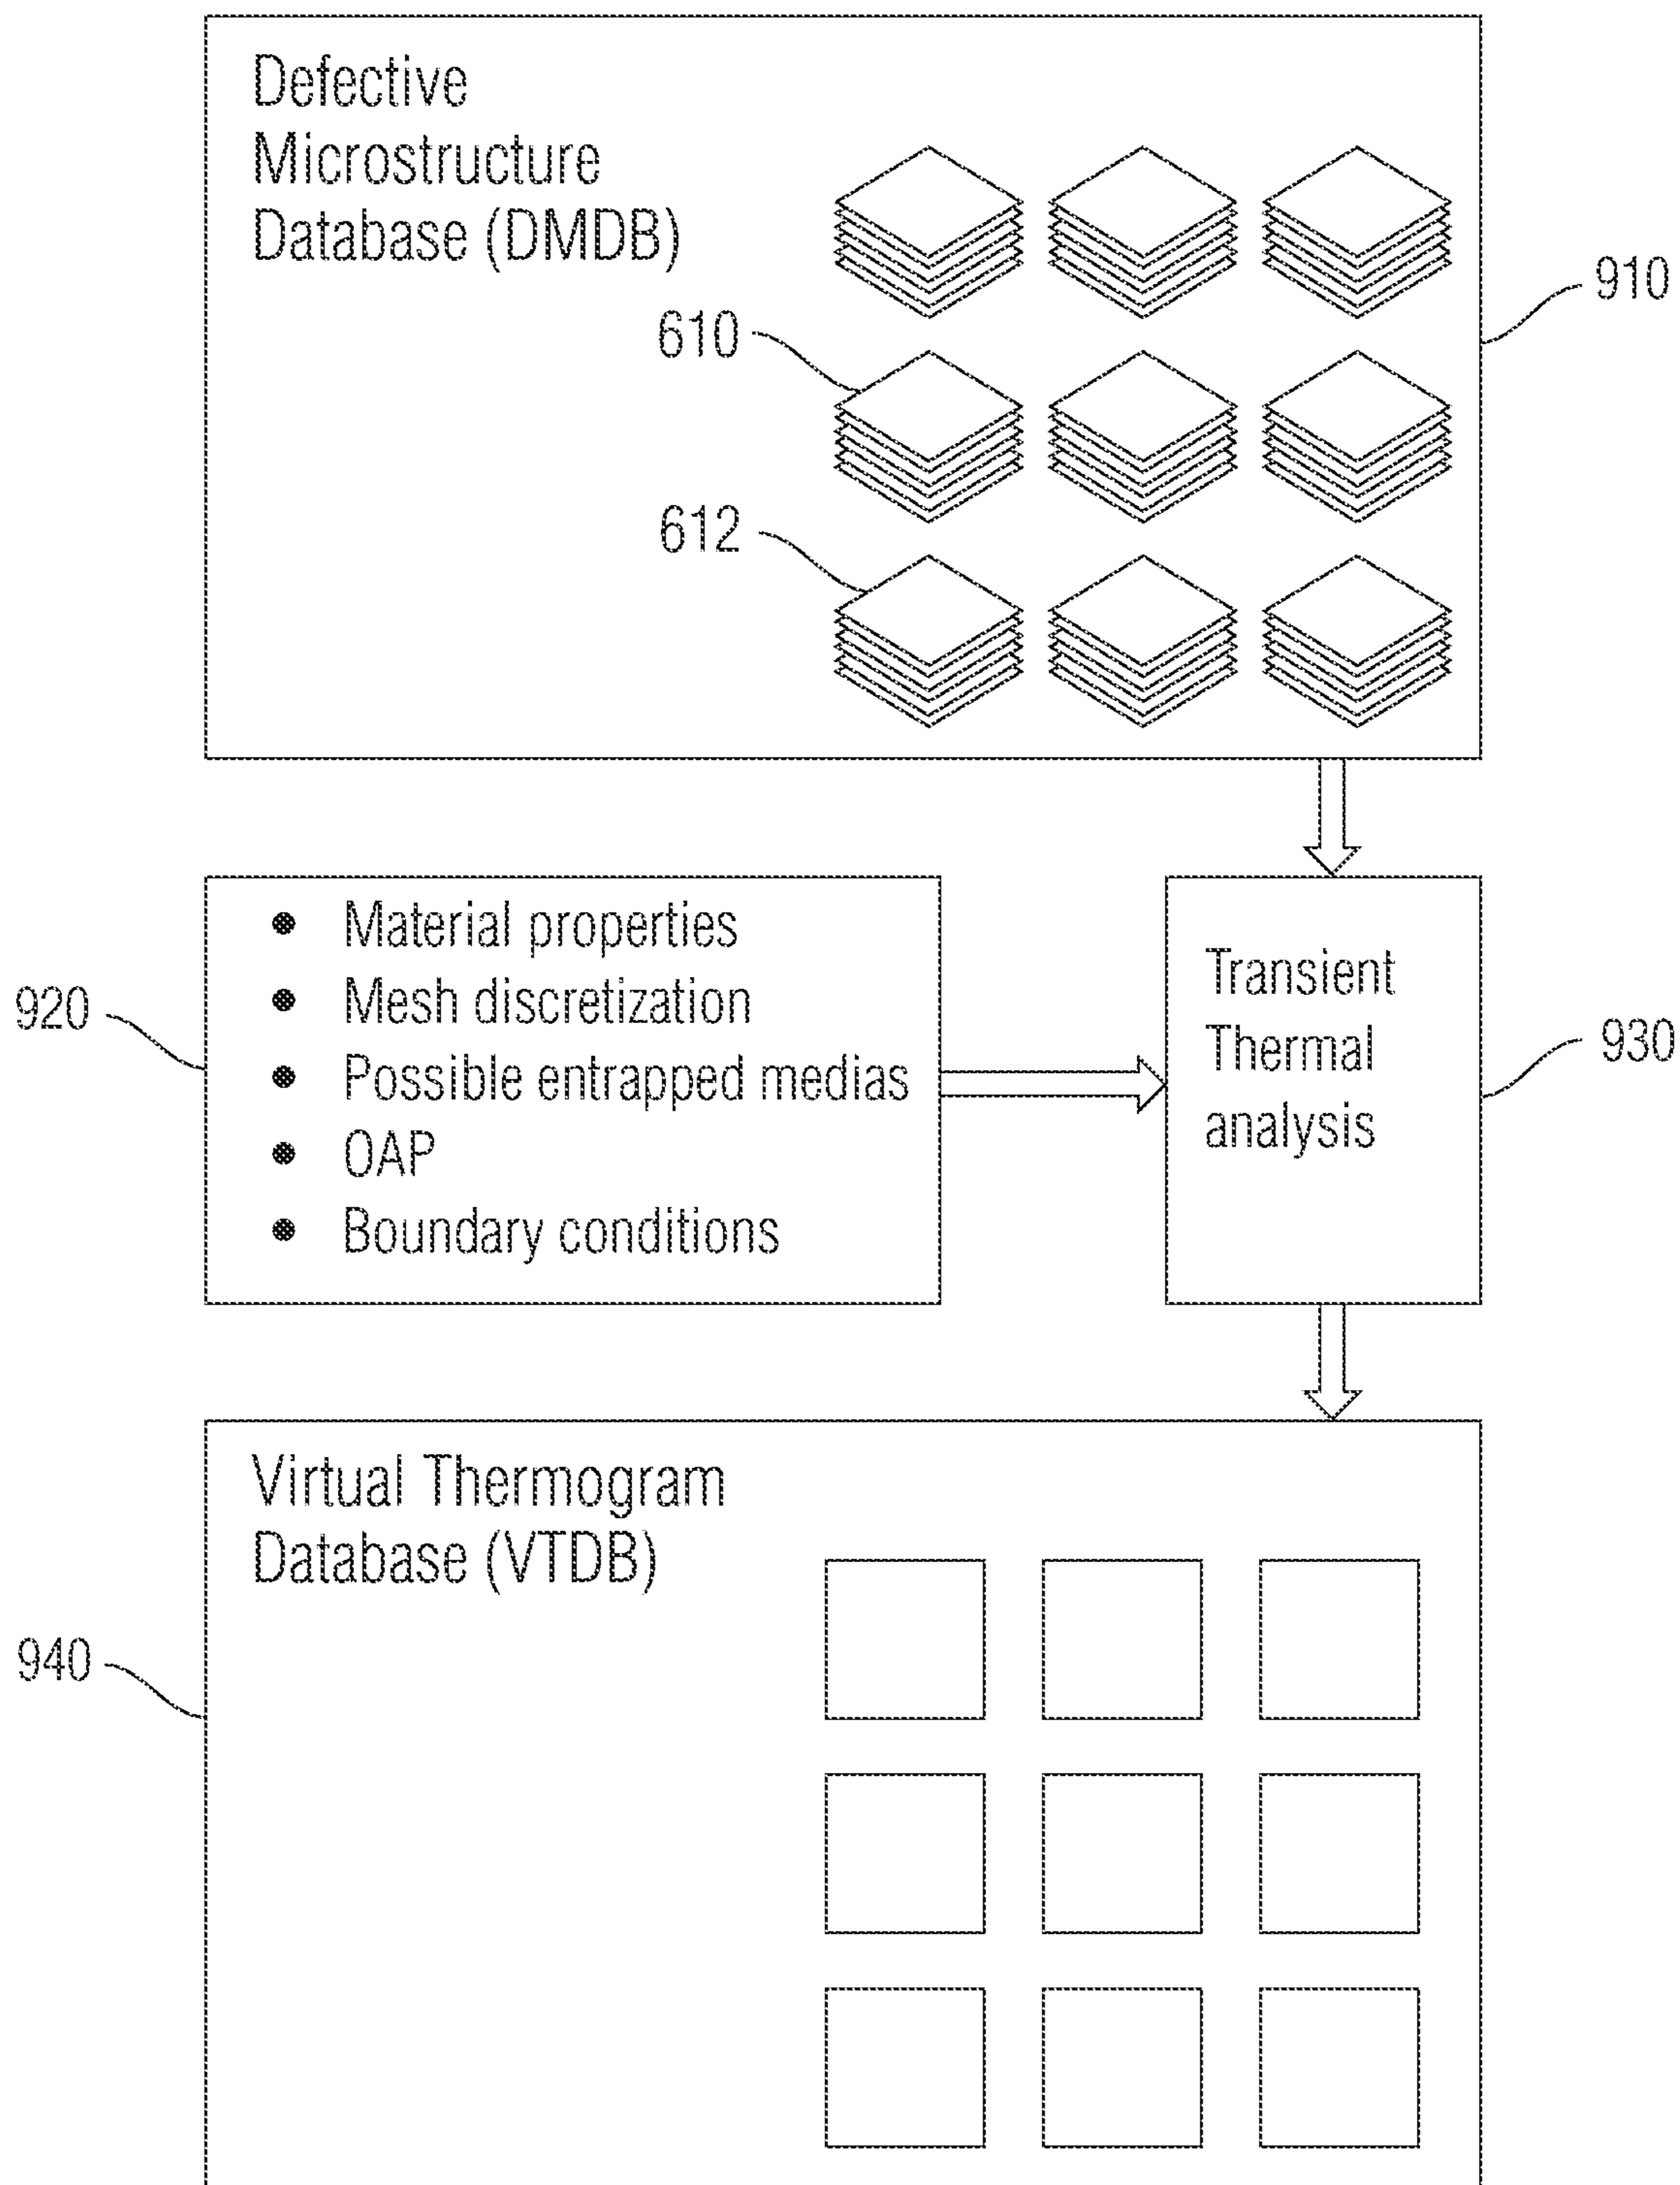 Defective
Microstructure
Database (DMDB)
910
610
612
● Material properties
● Mesh discretization
● Possible entrapped medias
● OAP
● Boundary conditions
920
Transient
Thermal
analysis
930
Virtual Thermogram
Database (VTDB)
940